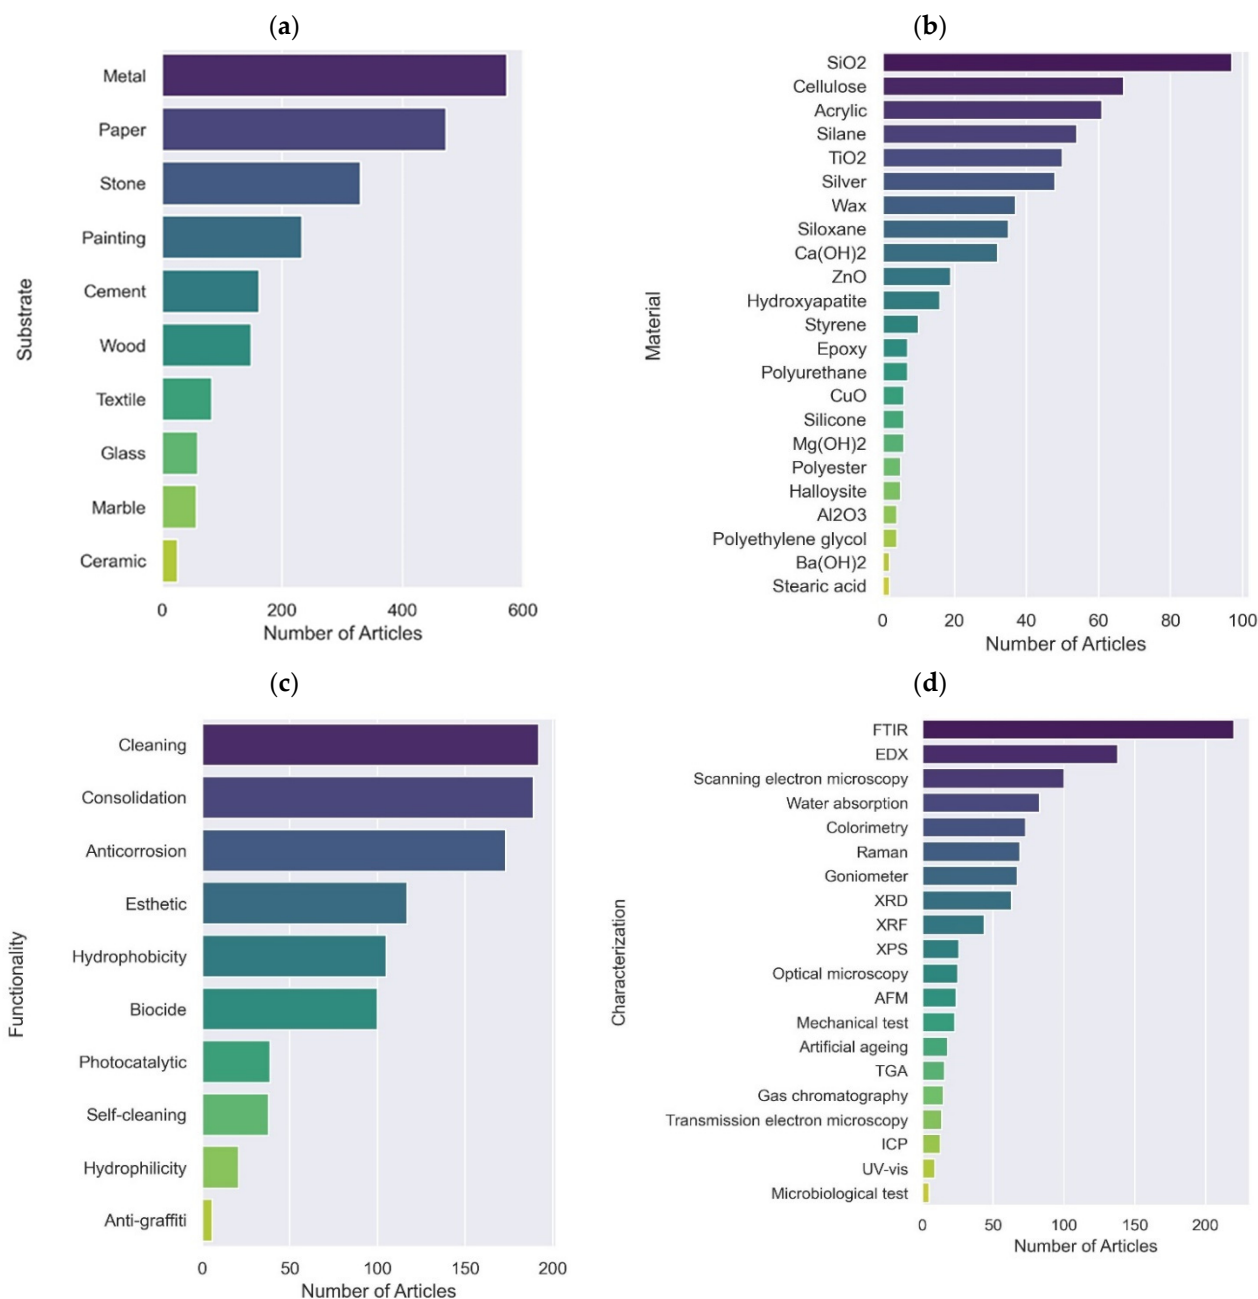 (a)
Substrate
Metal
Paper
Stone
Painting
Cement
Wood
Textile
Glass
Marble
Ceramic
0 200 400 600
Number of Articles
(b)
Material
SiO2
Cellulose
Acrylic
Silane
TiO2
Silver
Wax
Siloxane
Ca(OH)2
ZnO
Hydroxyapatite
Styrene
Epoxy
Polyurethane
CuO
Silicone
Mg(OH)2
Polyester
Halloysite
Al2O3
Polyethylene glycol
Ba(OH)2
Stearic acid
0 20 40 60 80 100
Number of Articles
(c)
Functionality
Cleaning
Consolidation
Anticorrosion
Esthetic
Hydrophobicity
Biocide
Photocatalytic
Self-cleaning
Hydrophilicity
Anti-graffiti
0 50 100 150 200
Number of Articles
(d)
Characterization
FTIR
EDX
Scanning electron microscopy
Water absorption
Colorimetry
Raman
Goniometer
XRD
XRF
XPS
Optical microscopy
AFM
Mechanical test
Artificial ageing
TGA
Gas chromatography
Transmission electron microscopy
ICP
UV-vis
Microbiological test
0 50 100 150 200
Number of Articles